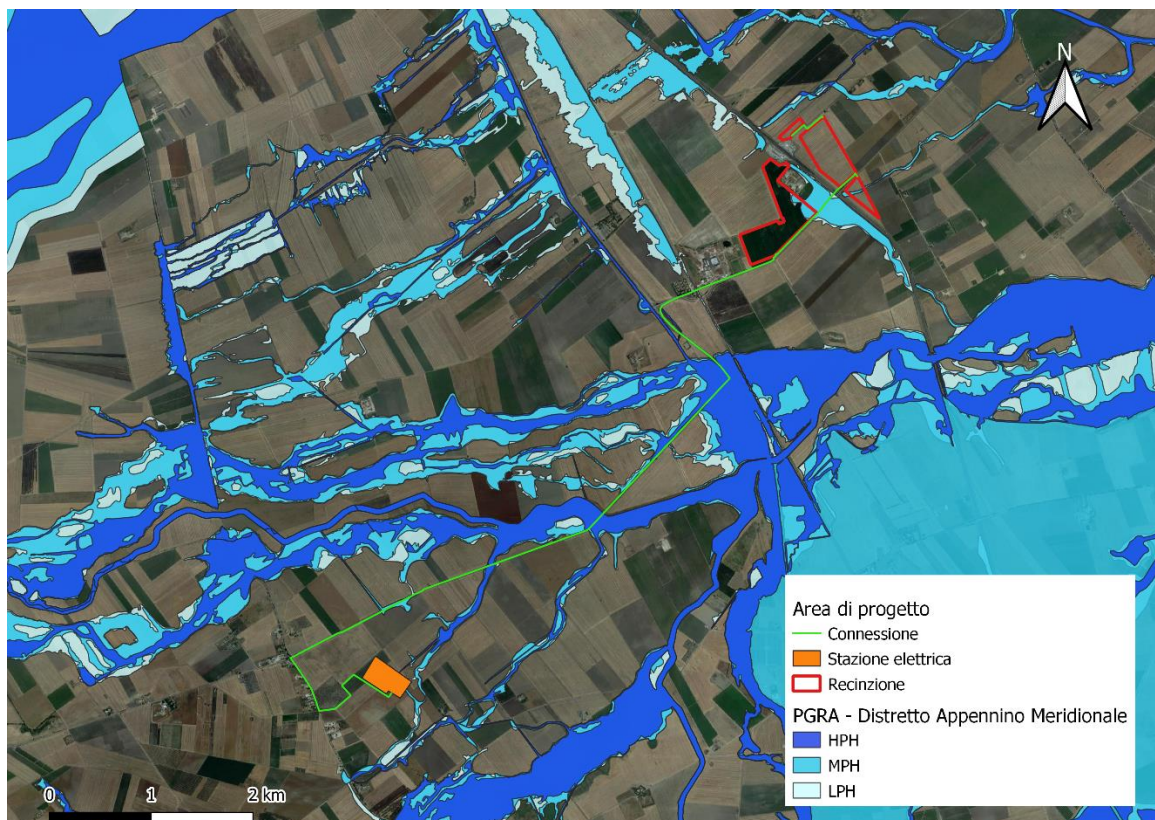 N
Area di progetto
Connessione
Stazione elettrica
Recinzione
PGRA - Distretto Appennino Meridionale
HPH
MPH
LPH
0 1 2 km